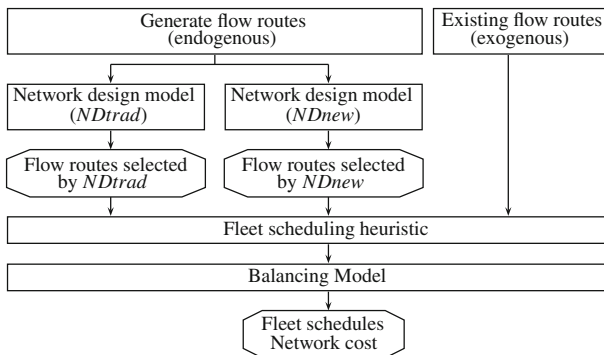 Generate flow routes
(endogenous)
Existing flow routes
(exogenous)
Network design model
(NDtrad)
Network design model
(NDnew)
Flow routes selected
by NDtrad
Flow routes selected
by NDnew
Fleet scheduling heuristic
Balancing Model
Fleet schedules
Network cost